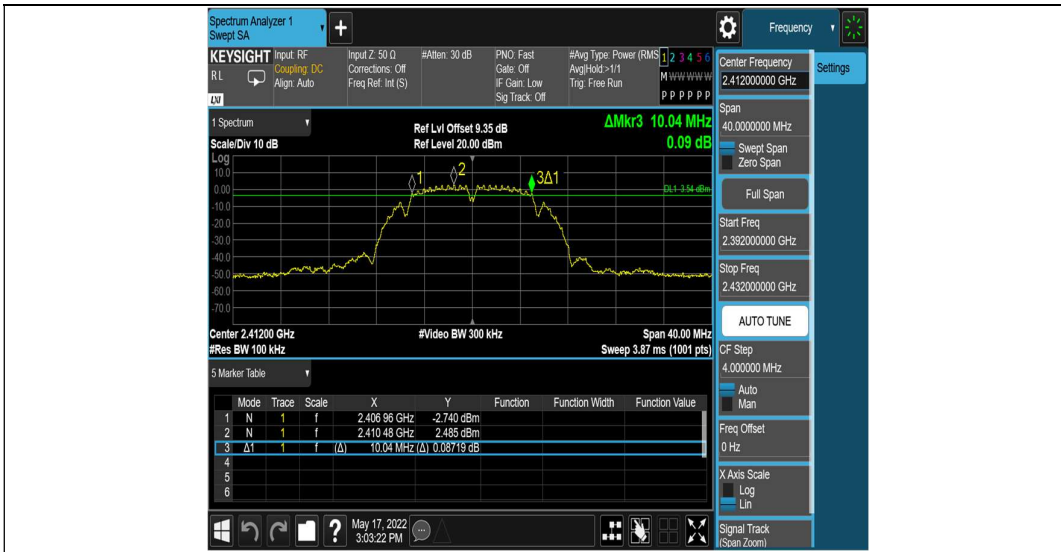 Spectrum Analyzer 1
Swept SA
+
Frequency
KEYSIGHT
RL
LXI
Input: RF
Coupling: DC
Align: Auto
Input Z: 50 Ω
Corrections: Off
Freq Ref: Int (S)
#Atten: 30 dB
PNO: Fast
Gate: Off
IF Gain: Low
Sig Track: Off
#Avg Type: Power (RMS
Avg|Hold:>1/1
Trig: Free Run
1 2 3 4 5 6
M W W W W W
P P P P P P
1 Spectrum
Scale/Div 10 dB
Ref Lvl Offset 9.35 dB
Ref Level 20.00 dBm
ΔMkr3 10.04 MHz
0.09 dB
Log
10.0
0.00
-10.0
-20.0
-30.0
-40.0
-50.0
-60.0
-70.0
1
2
3Δ1
DL1 -3.54 dBm
Center 2.41200 GHz
#Res BW 100 kHz
#Video BW 300 kHz
Span 40.00 MHz
Sweep 3.87 ms (1001 pts)
5 Marker Table
Mode Trace Scale X Y Function Function Width Function Value
1 N 1 f 2.406 96 GHz -2.740 dBm
2 N 1 f 2.410 48 GHz 2.485 dBm
3 Δ1 1 f (Δ) 10.04 MHz (Δ) 0.08719 dB
4
5
6
May 17, 2022
3:03:22 PM
Center Frequency
2.412000000 GHz
Span
40.0000000 MHz
Swept Span
Zero Span
Full Span
Start Freq
2.392000000 GHz
Stop Freq
2.432000000 GHz
AUTO TUNE
CF Step
4.000000 MHz
Auto
Man
Freq Offset
0 Hz
X Axis Scale
Log
Lin
Signal Track
(Span Zoom)
Settings